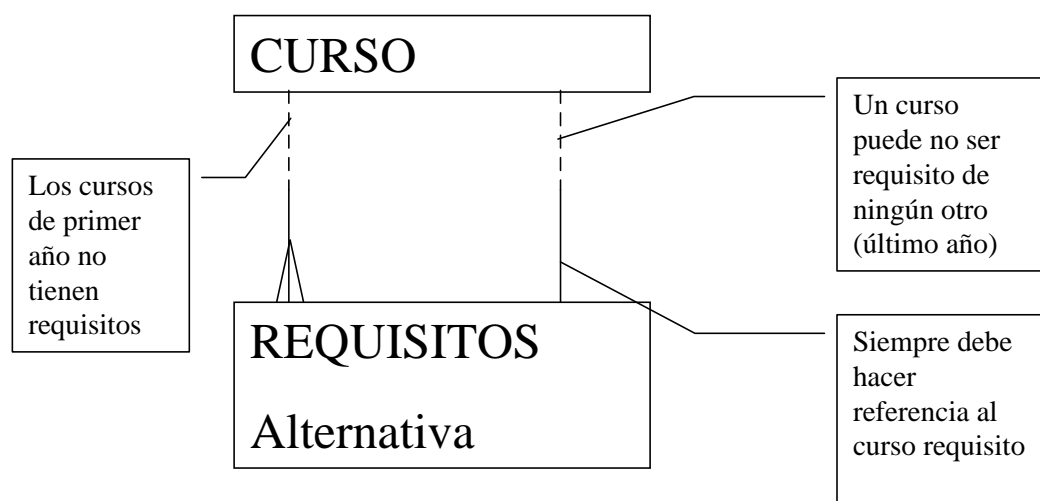 CURSO
Un curso
puede no ser
requisito de
ningún otro
(último año)
Los cursos
de primer
año no
tienen
requisitos
REQUISITOS
Alternativa
Siempre debe
hacer
referencia al
curso requisito